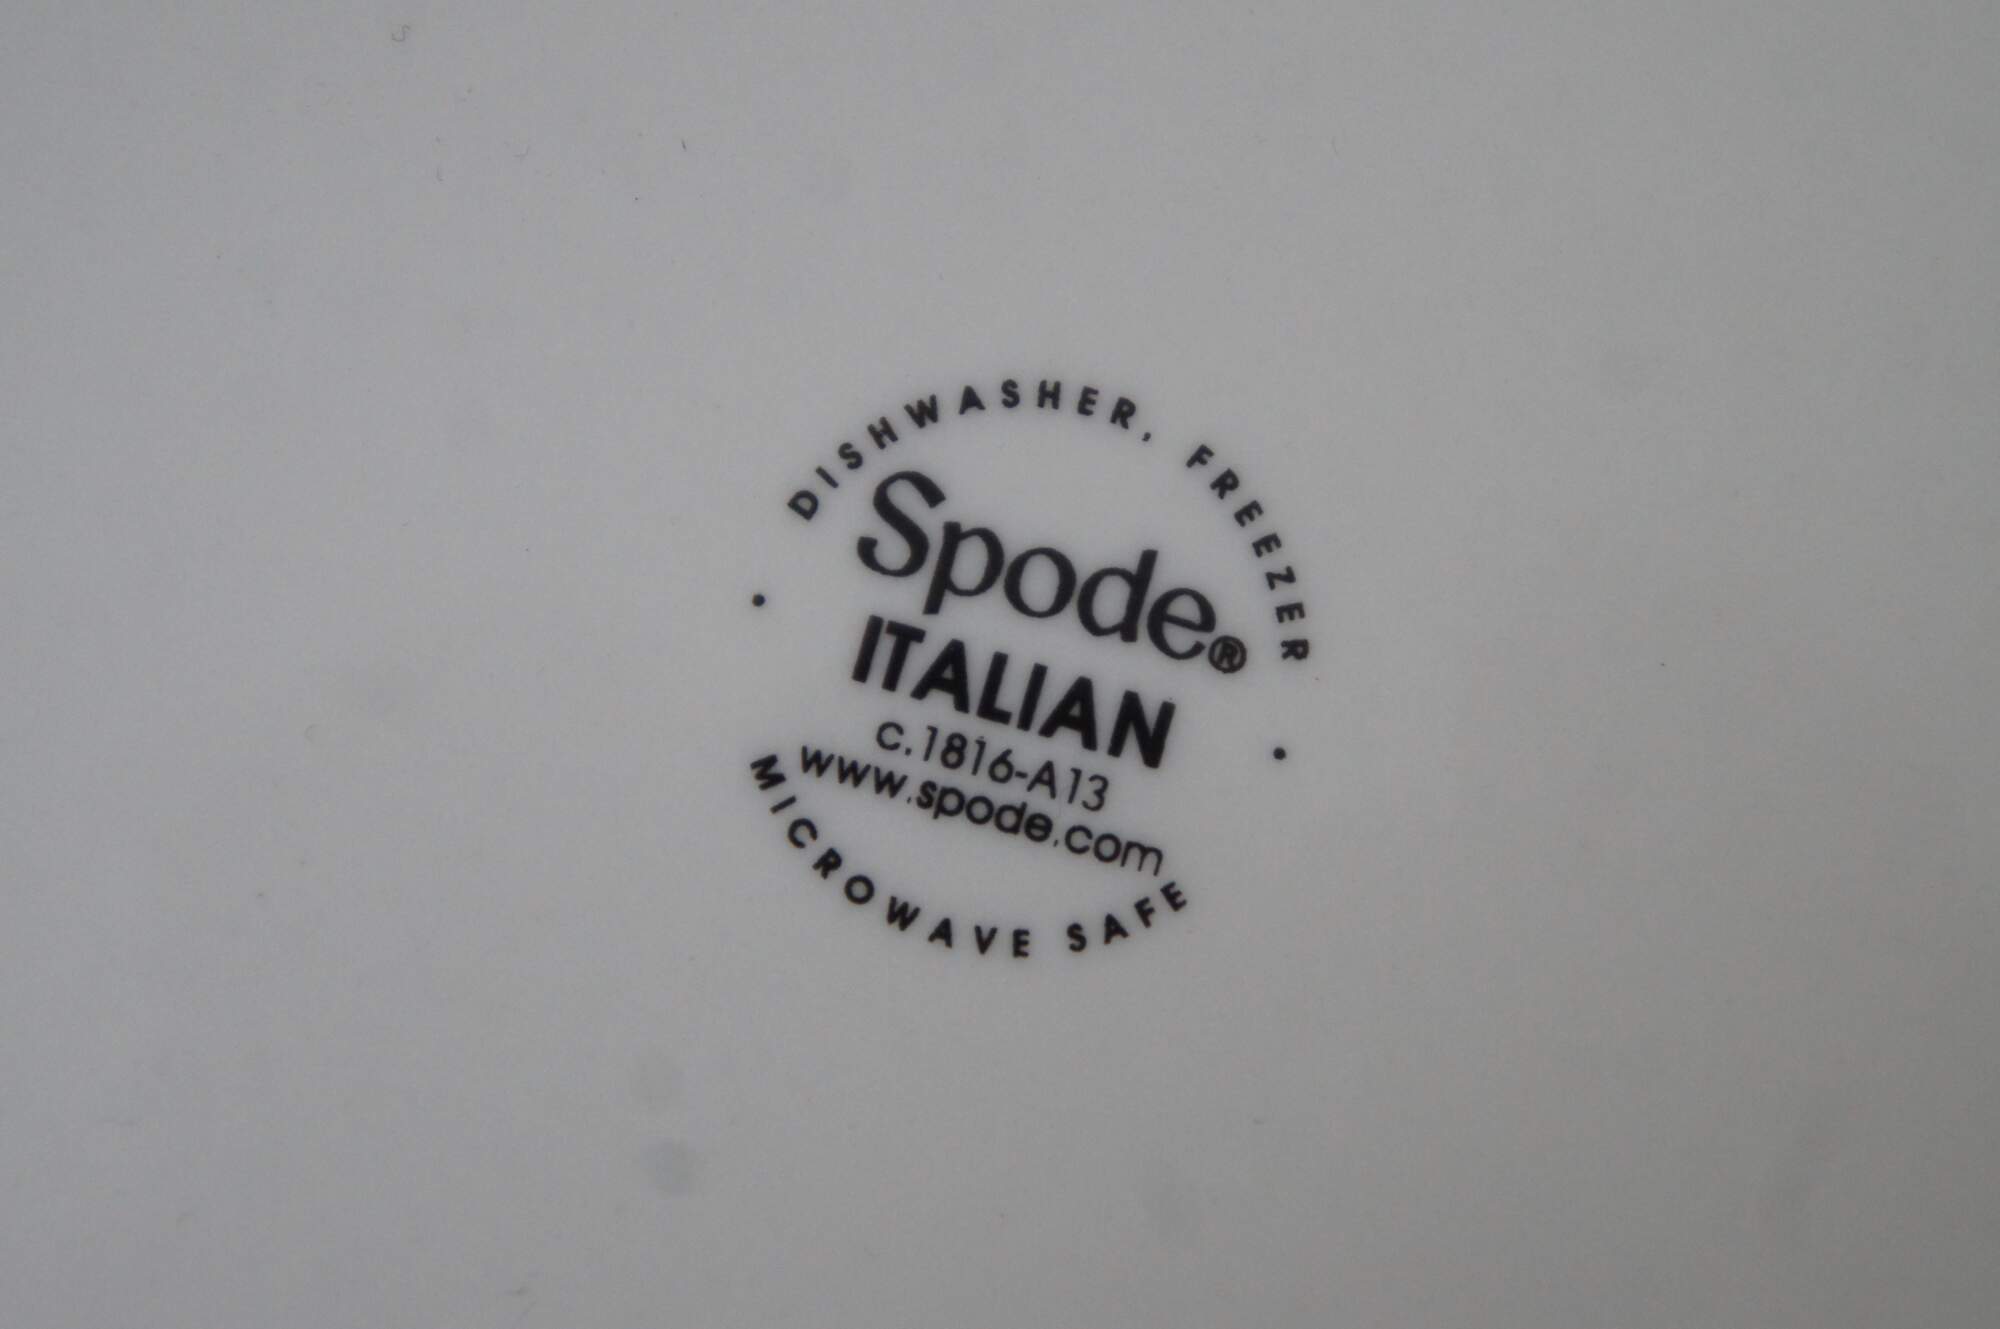 DISHWASHER, FREEZER
Spode®
ITALIAN
c.1816-A13
www.spode.com
MICROWAVE SAFE